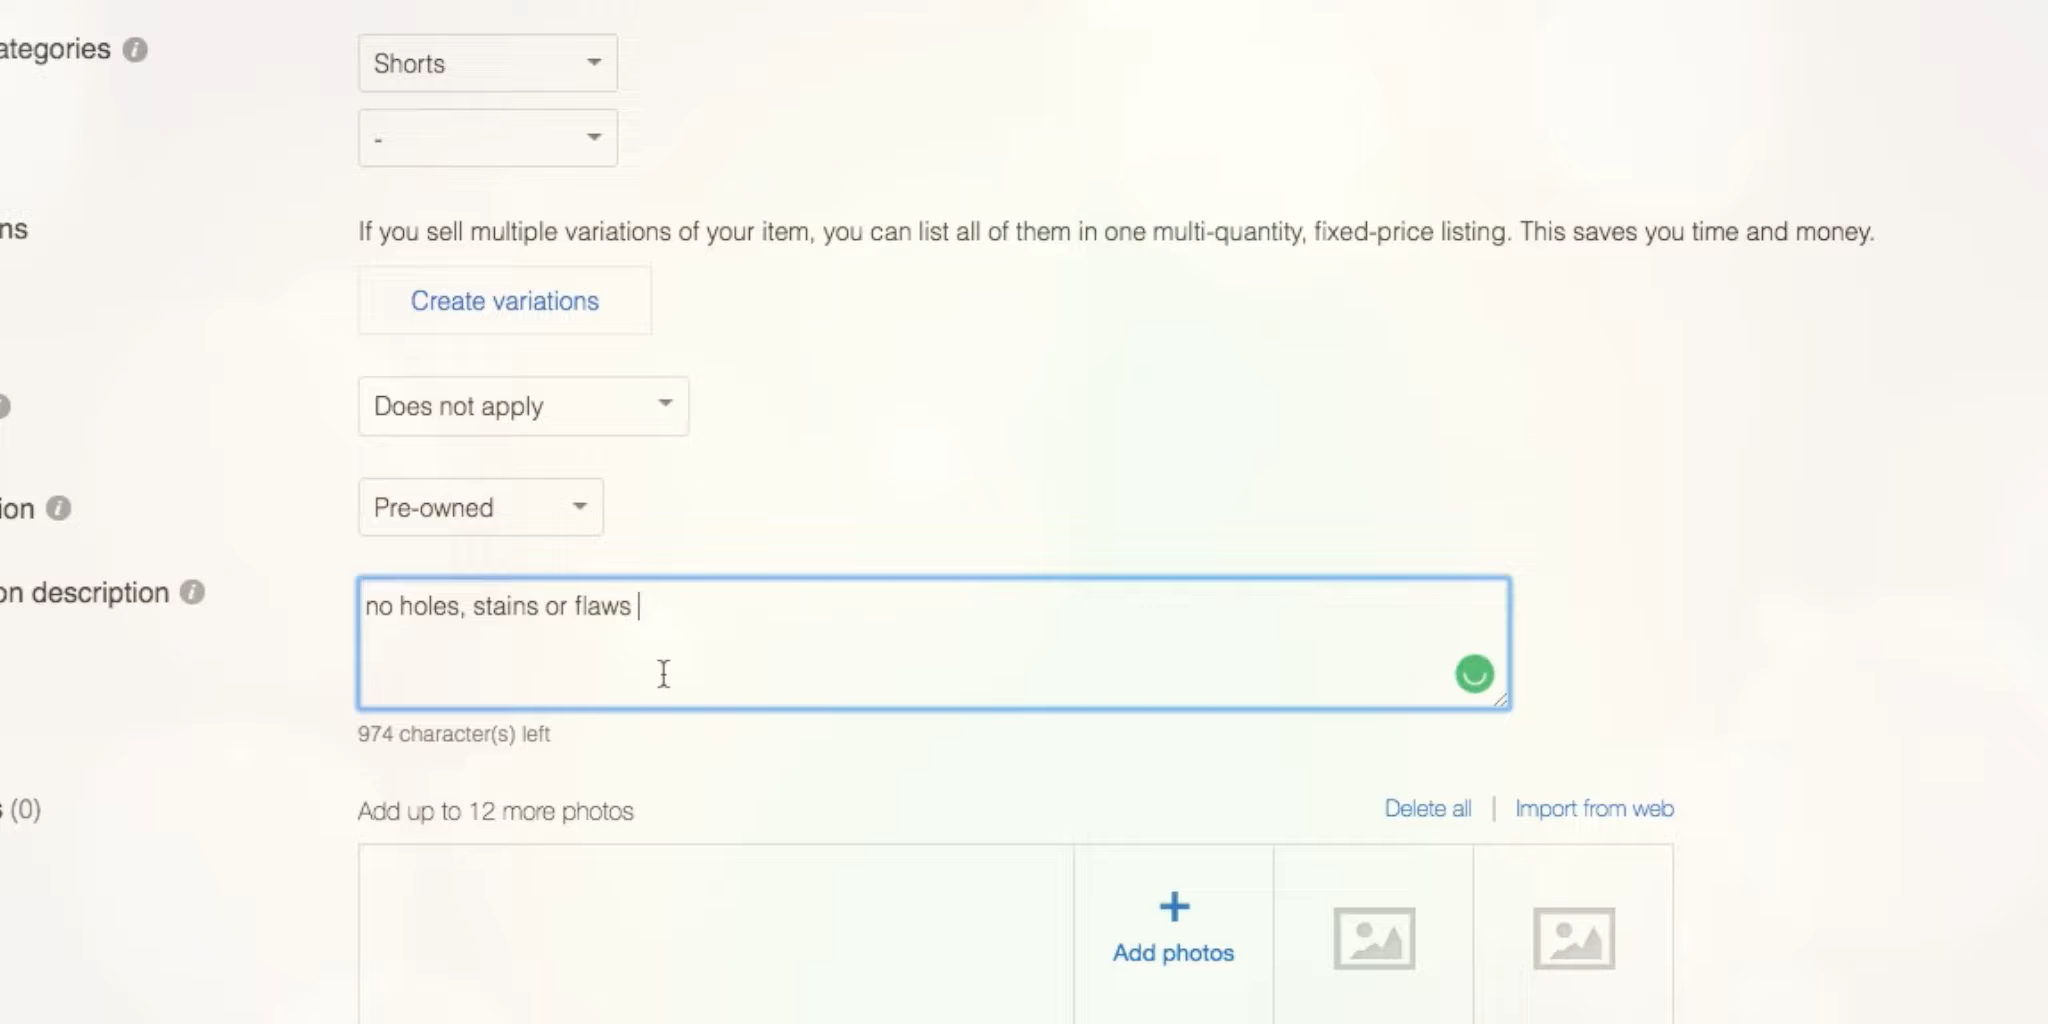 ategories
Shorts
-
ns
If you sell multiple variations of your item, you can list all of them in one multi-quantity, fixed-price listing. This saves you time and money.
Create variations
Does not apply
ion
Pre-owned
on description
no holes, stains or flaws
974 character(s) left
s (0)
Add up to 12 more photos
Delete all | Import from web
Add photos